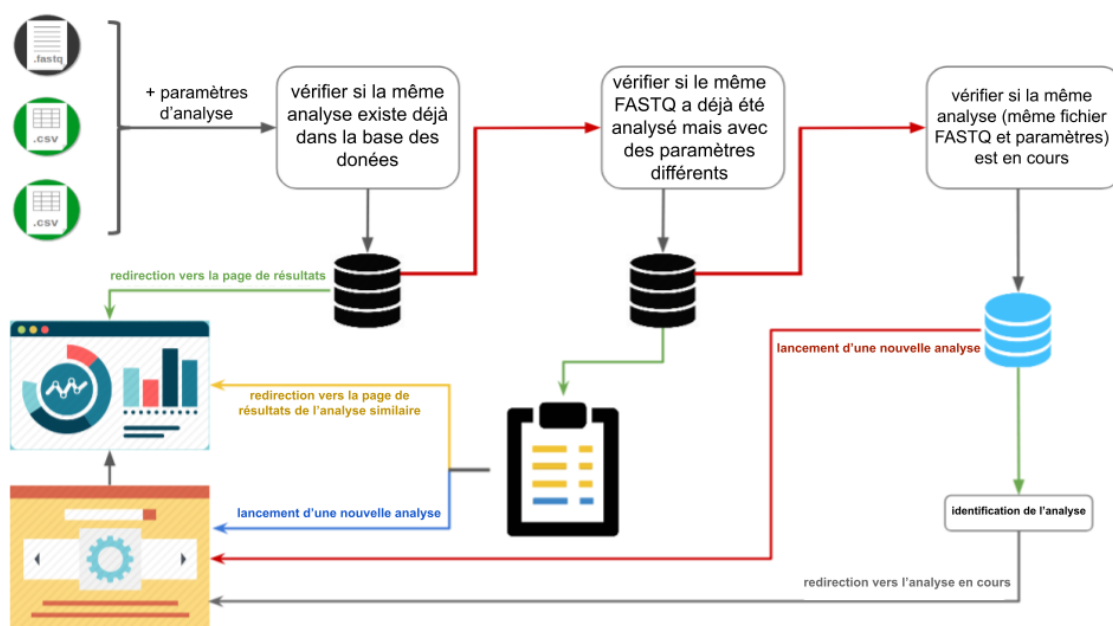 .fastq
.csv
.csv
+ paramètres
d'analyse
vérifier si la même
analyse existe déjà
dans la base des
donées
vérifier si le même
FASTQ a déjà été
analysé mais avec
des paramètres
différents
vérifier si la même
analyse (même fichier
FASTQ et paramètres)
est en cours
redirection vers la page de résultats
lancement d'une nouvelle analyse
redirection vers la page de
résultats de l'analyse similaire
lancement d'une nouvelle analyse
identification de l'analyse
redirection vers l'analyse en cours